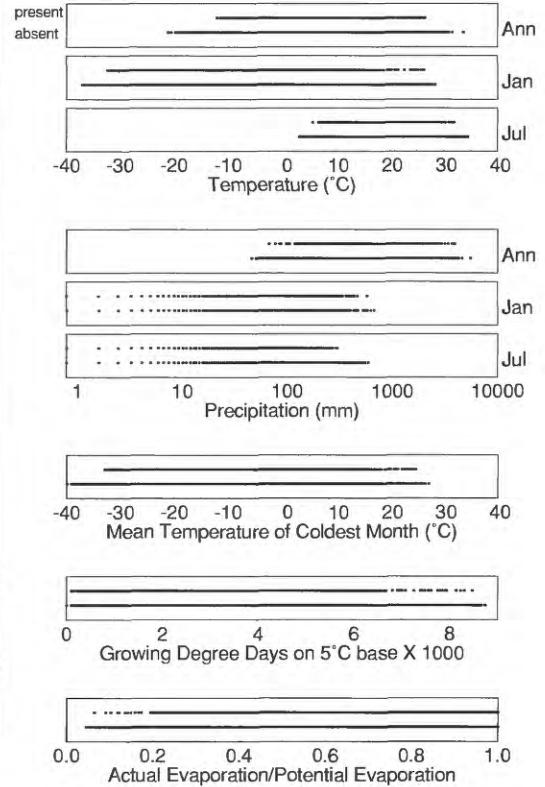 present
absent
Ann
Jan
Jul
-40 -30 -20 -10 0 10 20 30 40
Temperature (˚C)
Ann
Jan
Jul
1 10 100 1000 10000
Precipitation (mm)
-40 -30 -20 -10 0 10 20 30 40
Mean Temperature of Coldest Month (˚C)
0 2 4 6 8
Growing Degree Days on 5˚C base X 1000
0.0 0.2 0.4 0.6 0.8 1.0
Actual Evaporation/Potential Evaporation